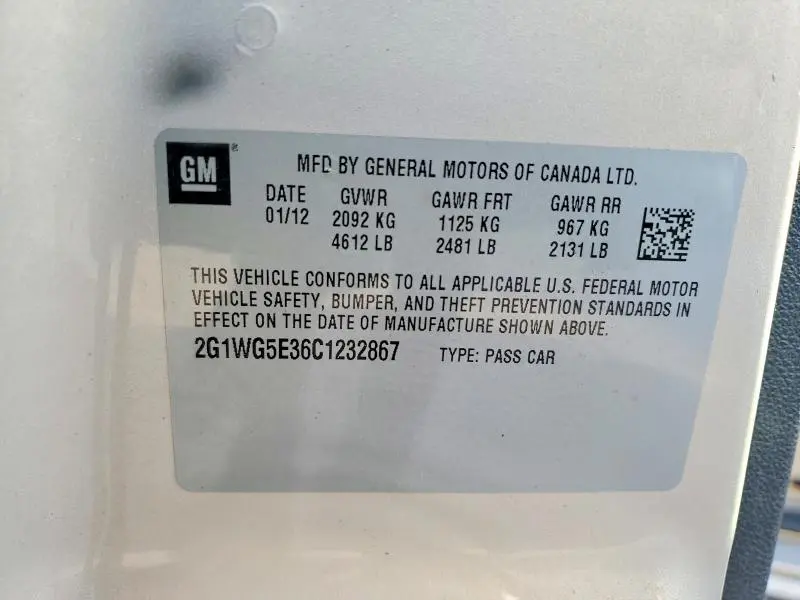 GM ®
MFD BY GENERAL MOTORS OF CANADA LTD.
DATE GVWR GAWR FRT GAWR RR
01/12 2092 KG 1125 KG 967 KG
4612 LB 2481 LB 2131 LB
THIS VEHICLE CONFORMS TO ALL APPLICABLE U.S. FEDERAL MOTOR
VEHICLE SAFETY, BUMPER, AND THEFT PREVENTION STANDARDS IN
EFFECT ON THE DATE OF MANUFACTURE SHOWN ABOVE.
2G1WG5E36C1232867 TYPE: PASS CAR